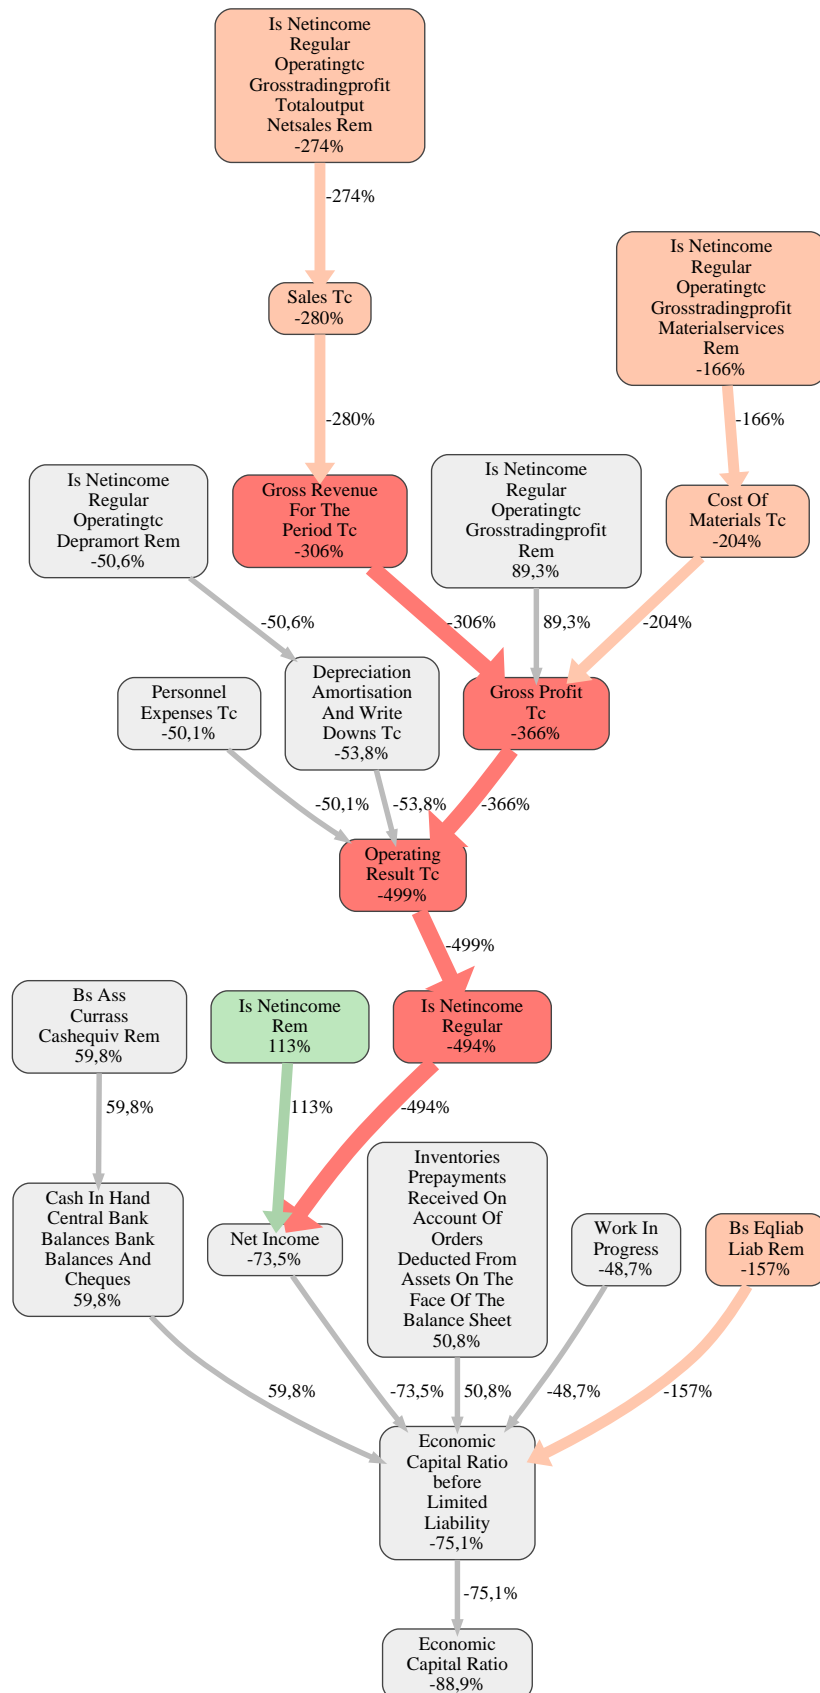 Is Netincome
Regular
Operatingtc
Grosstradingprofit
Totaloutput
Netsales Rem
-274%
-274%
Is Netincome
Regular
Operatingtc
Grosstradingprofit
Materialservices
Rem
-166%
Sales Tc
-280%
-280%
-166%
Is Netincome
Regular
Operatingtc
Depramort Rem
-50,6%
Gross Revenue
For The
Period Tc
-306%
Is Netincome
Regular
Operatingtc
Grosstradingprofit
Rem
89,3%
Cost Of
Materials Tc
-204%
-50,6%
-306%
89,3%
-204%
Personnel
Expenses Tc
-50,1%
Depreciation
Amortisation
And Write
Downs Tc
-53,8%
Gross Profit
Tc
-366%
-50,1%
-53,8%
-366%
Operating
Result Tc
-499%
-499%
Bs Ass
Currass
Cashequiv Rem
59,8%
Is Netincome
Rem
113%
Is Netincome
Regular
-494%
59,8%
113%
-494%
Cash In Hand
Central Bank
Balances Bank
Balances And
Cheques
59,8%
Net Income
-73,5%
Inventories
Prepayments
Received On
Account Of
Orders
Deducted From
Assets On The
Face Of The
Balance Sheet
50,8%
Work In
Progress
-48,7%
Bs Eqliab
Liab Rem
-157%
59,8%
-73,5%
50,8%
-48,7%
-157%
Economic
Capital Ratio
before
Limited
Liability
-75,1%
-75,1%
Economic
Capital Ratio
-88,9%